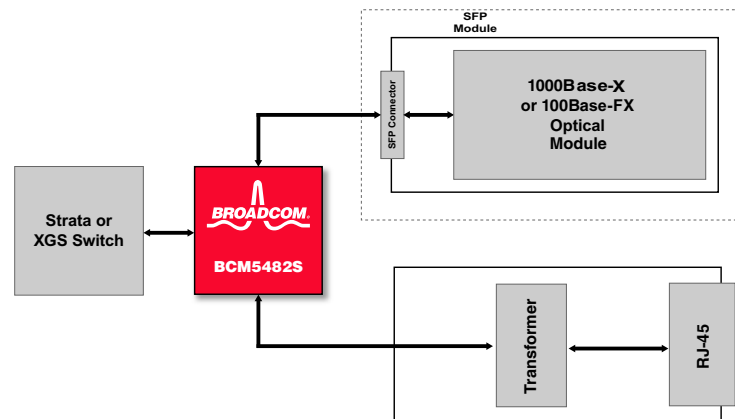 SFP
Module
1000Base-X
or 100Base-FX
Optical
Module
SFP Connector
Strata or
XGS Switch
BROADCOM®
BCM5482S
Transformer
RJ-45